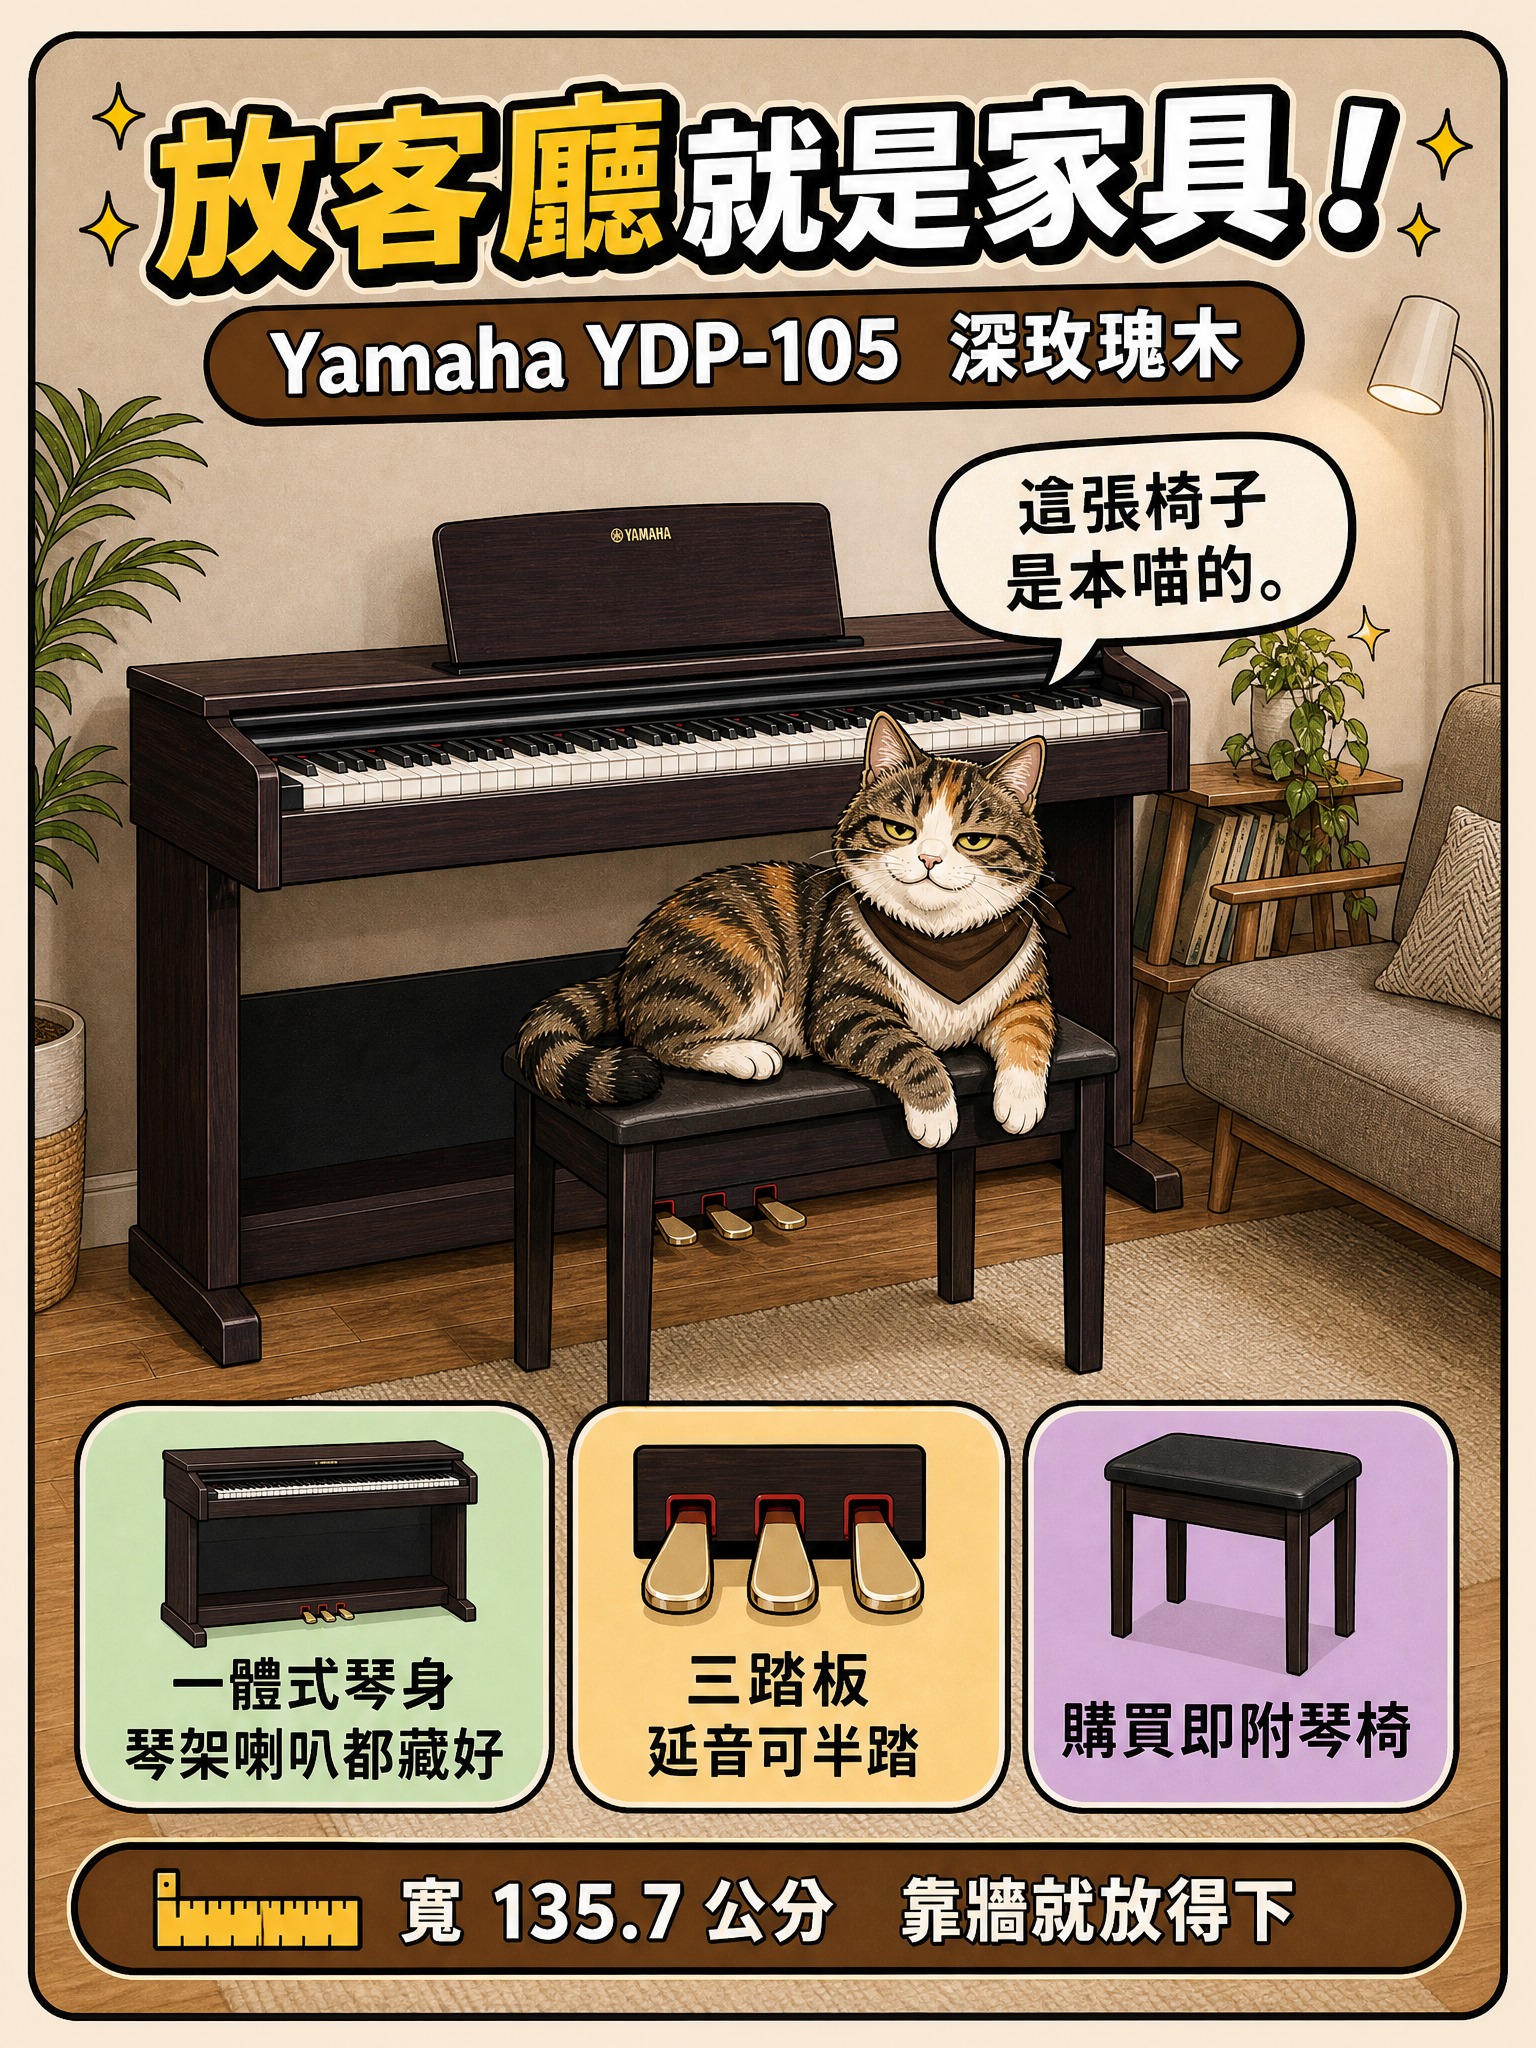 放客廳就是家具！
Yamaha YDP-105 深玫瑰木
YAMAHA
這張椅子
是本喵的。
一體式琴身
琴架喇叭都藏好
三踏板
延音可半踏
購買即附琴椅
寬 135.7 公分 靠牆就放得下